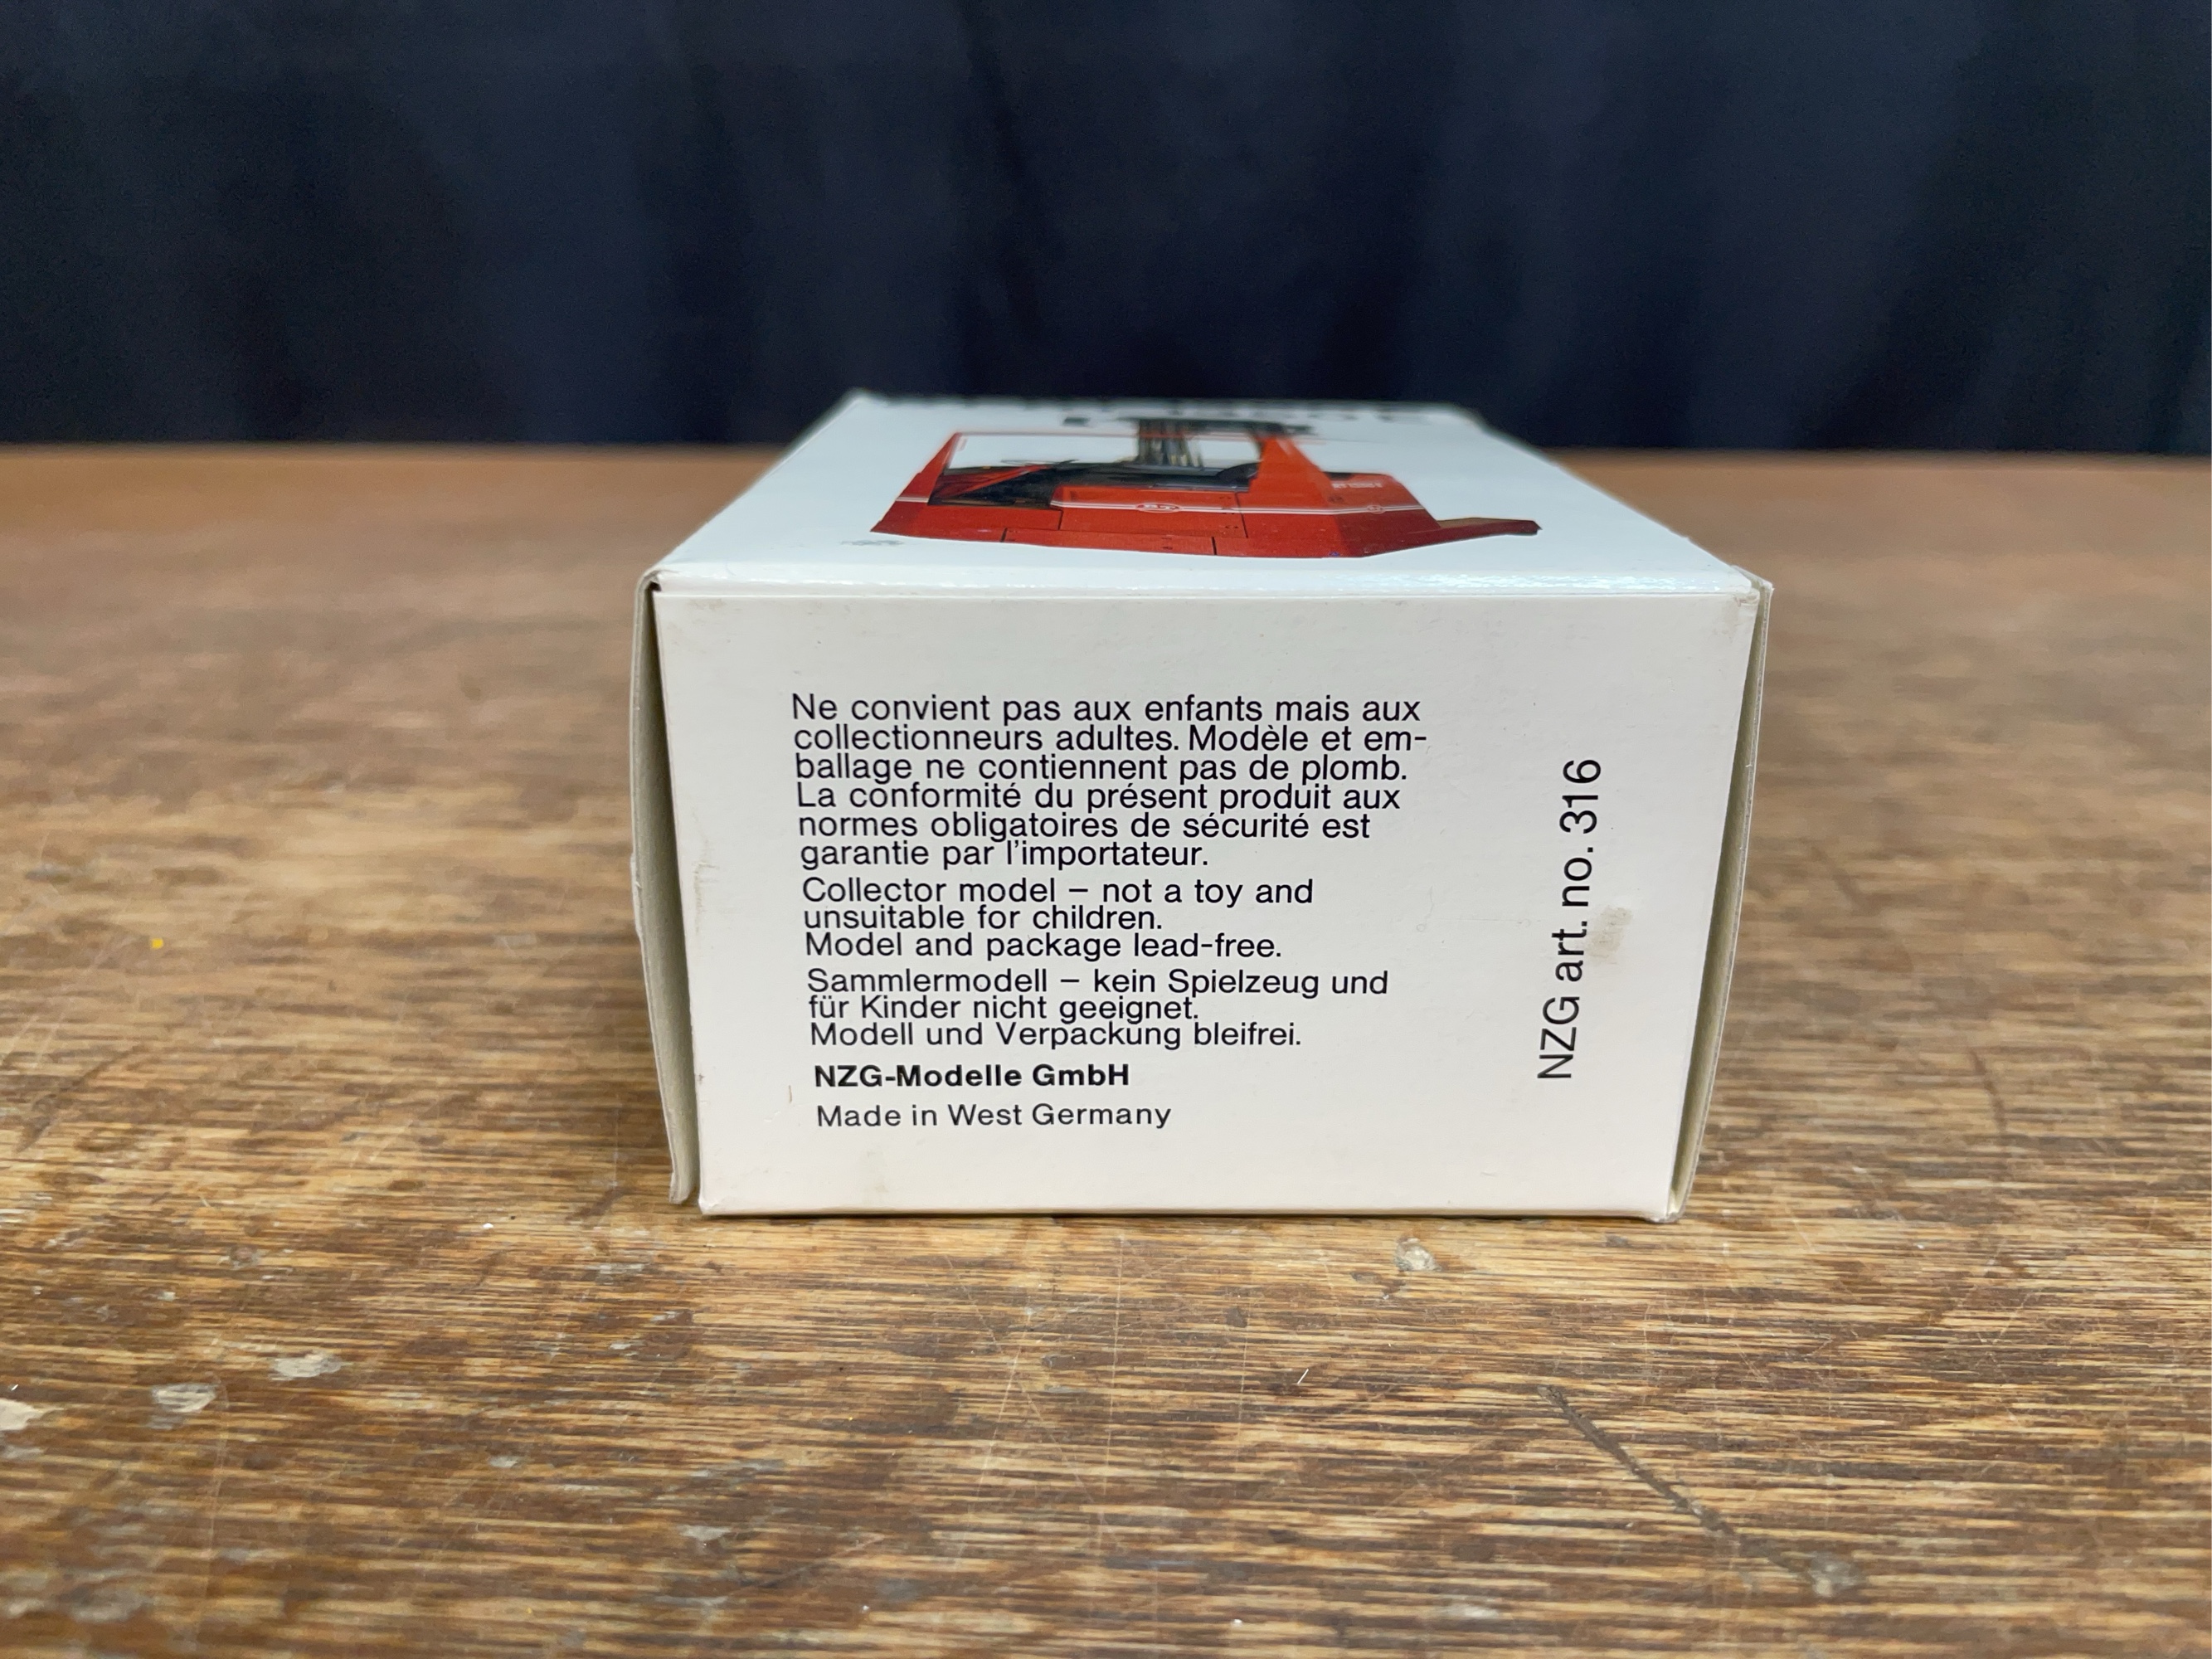 Ne convient pas aux enfants mais aux
collectionneurs adultes. Modèle et em-
ballage ne contiennent pas de plomb.
La conformité du présent produit aux
normes obligatoires de sécurité est
garantie par l'importateur.
Collector model – not a toy and
unsuitable for children.
Model and package lead-free.
Sammlermodell – kein Spielzeug und
für Kinder nicht geeignet.
Modell und Verpackung bleifrei.
NZG-Modelle GmbH
Made in West Germany
NZG art. no. 316